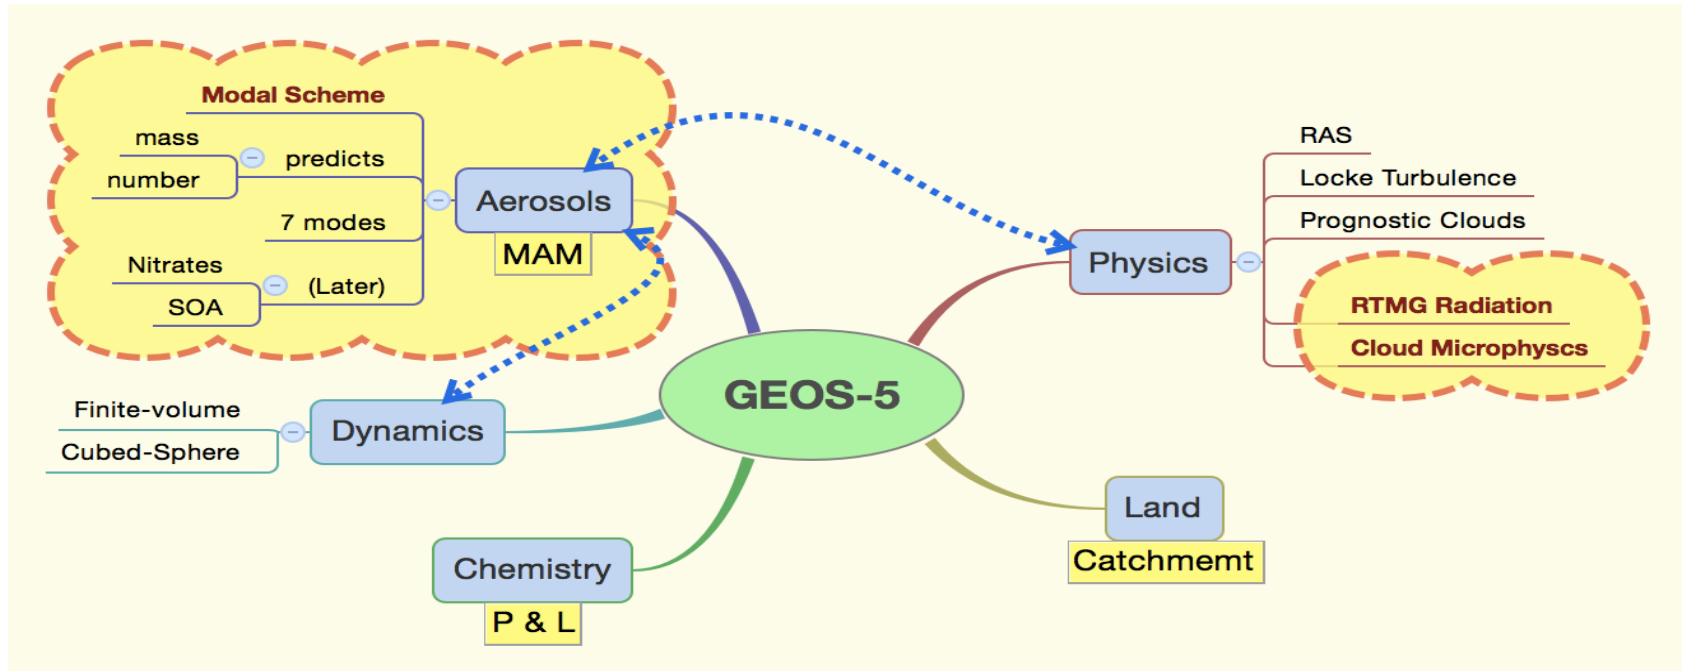 Modal Scheme
mass
number
predicts
7 modes
Nitrates
SOA
(Later)
Aerosols
MAM
RAS
Locke Turbulence
Prognostic Clouds
RTMG Radiation
Cloud Microphyscs
Physics
GEOS-5
Finite-volume
Cubed-Sphere
Dynamics
Chemistry
P & L
Land
Catchmemt